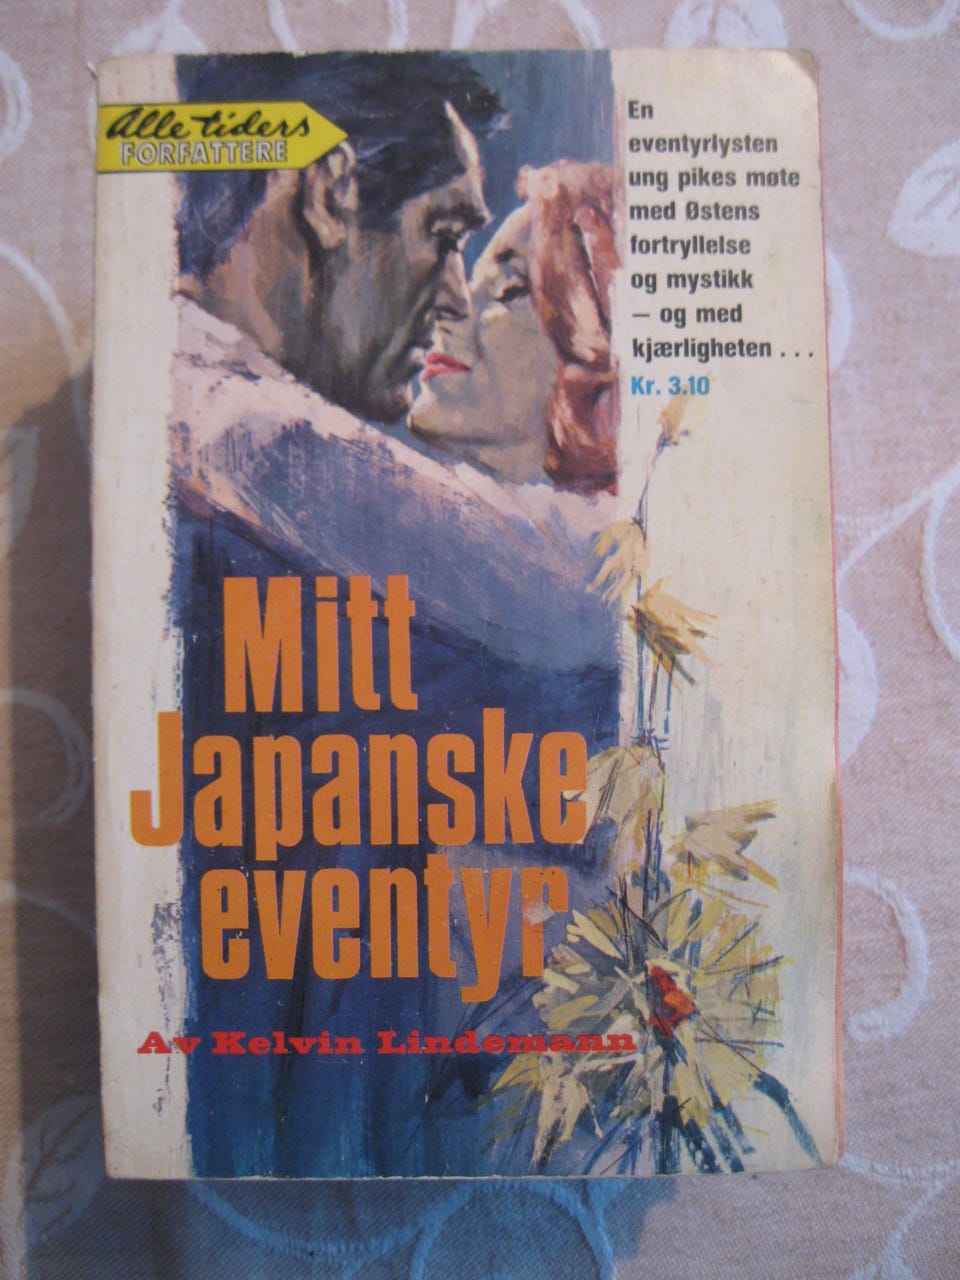 Alle tiders
FORFATTERE
En
eventyrlysten
ung pikes møte
med Østens
fortryllelse
og mystikk
– og med
kjærligheten ...
Kr. 3.10
Mitt
Japanske
eventyr
Av Kelvin Lindemann